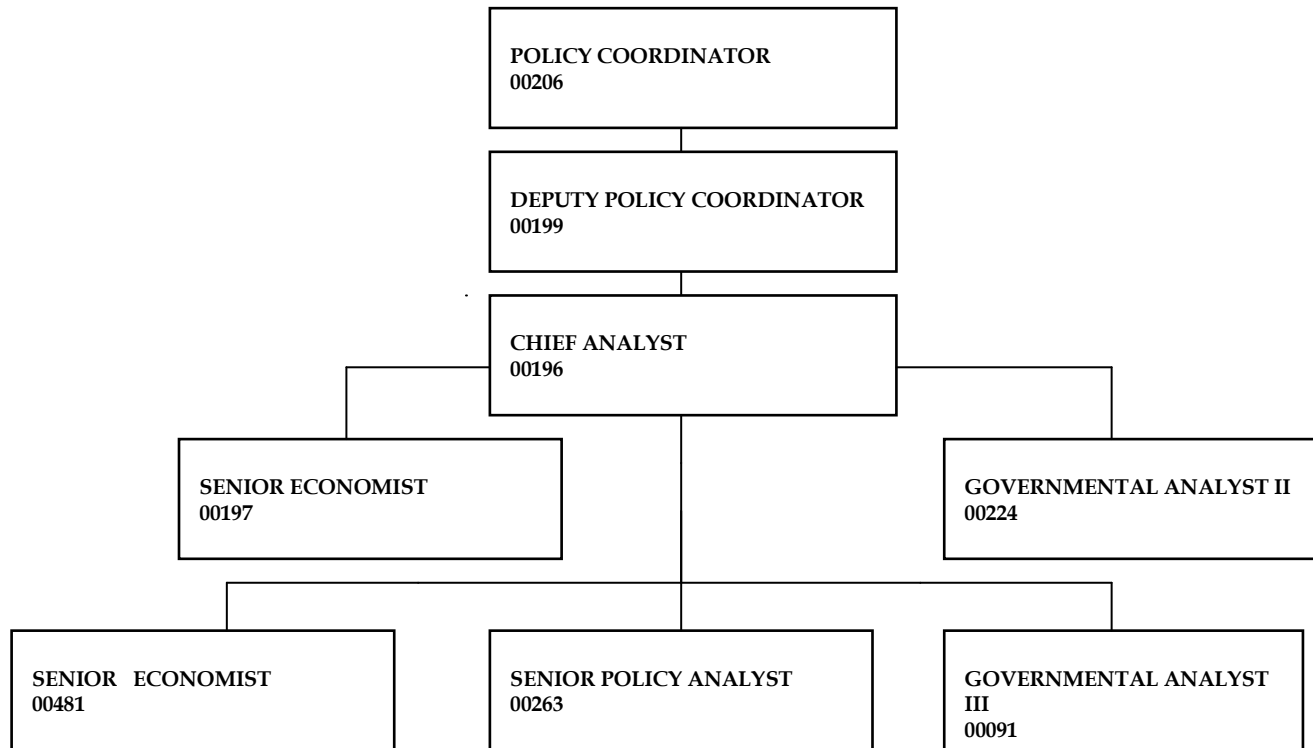 POLICY COORDINATOR
00206
DEPUTY POLICY COORDINATOR
00199
CHIEF ANALYST
00196
SENIOR ECONOMIST
00197
GOVERNMENTAL ANALYST II
00224
SENIOR ECONOMIST
00481
SENIOR POLICY ANALYST
00263
GOVERNMENTAL ANALYST
III
00091